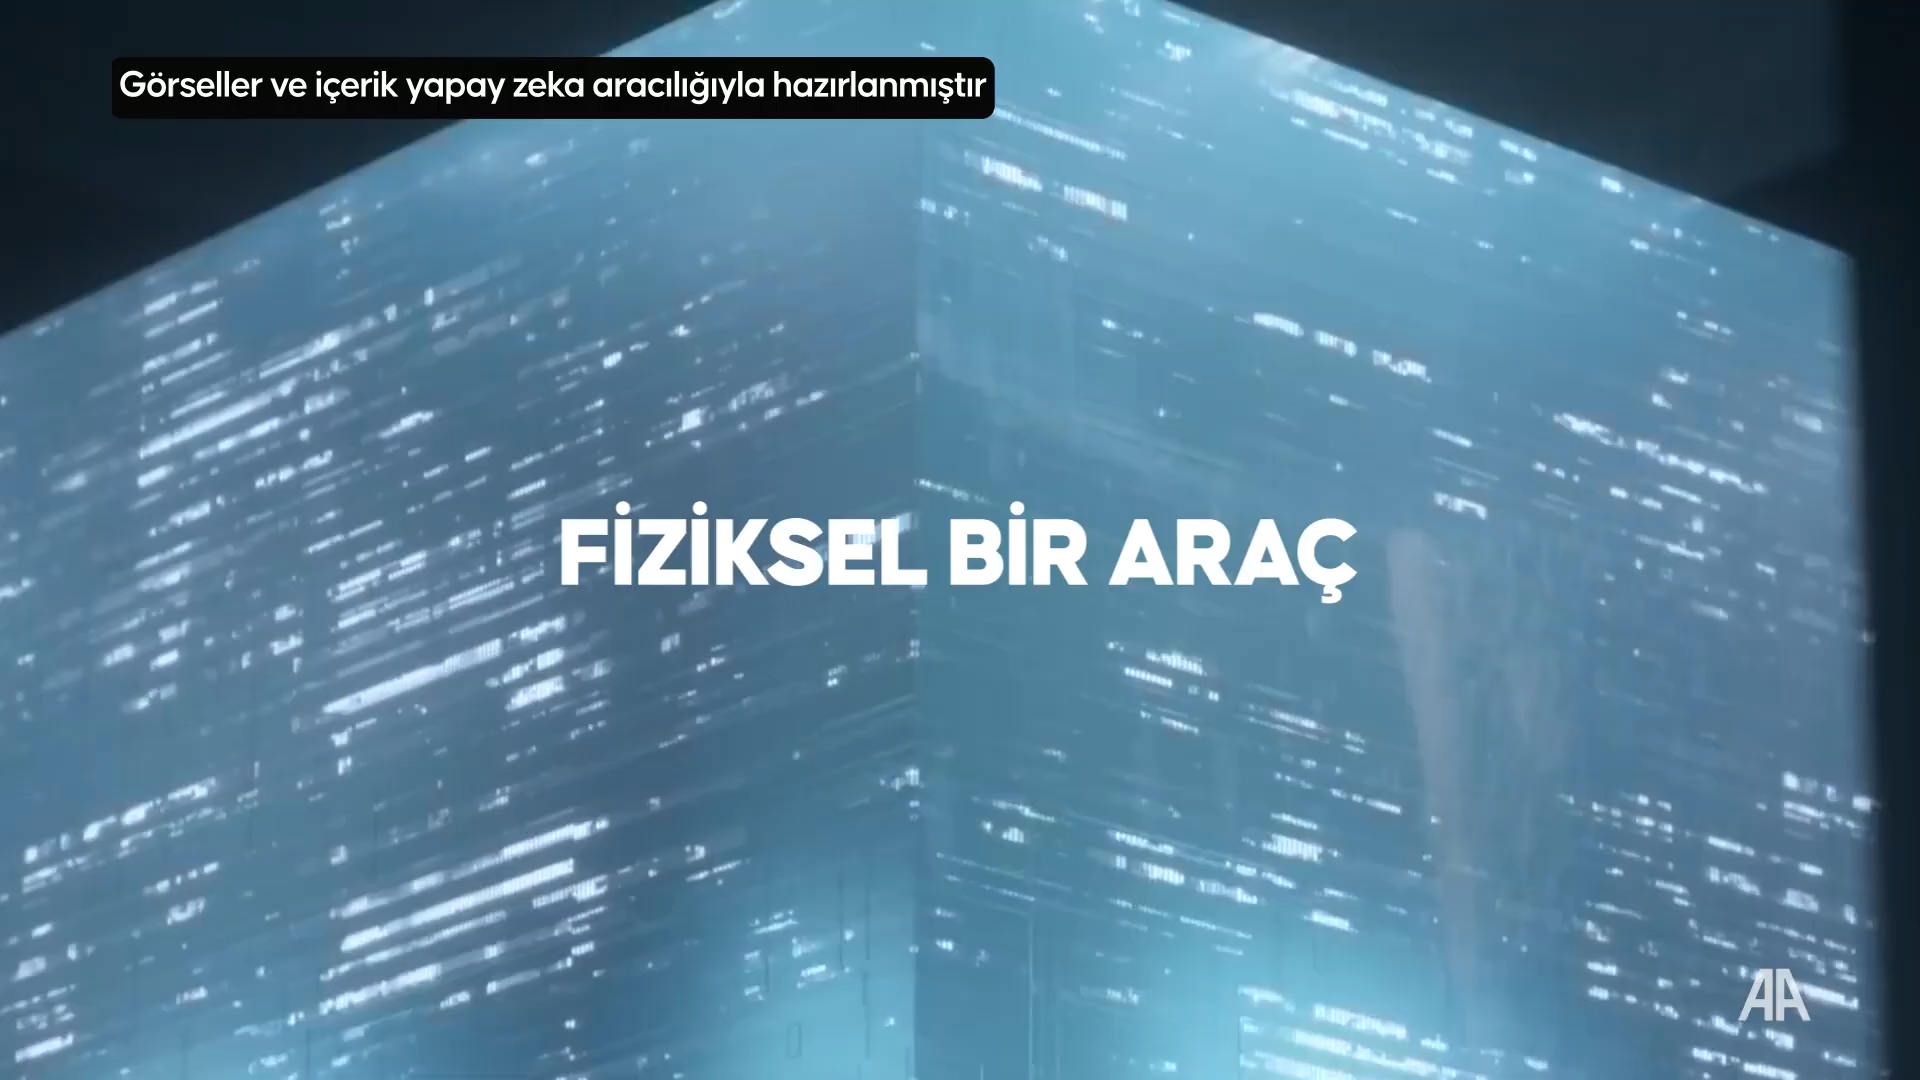 Görseller ve içerik yapay zeka aracılığıyla hazırlanmıştır
FİZİKSEL BİR ARAÇ
AA